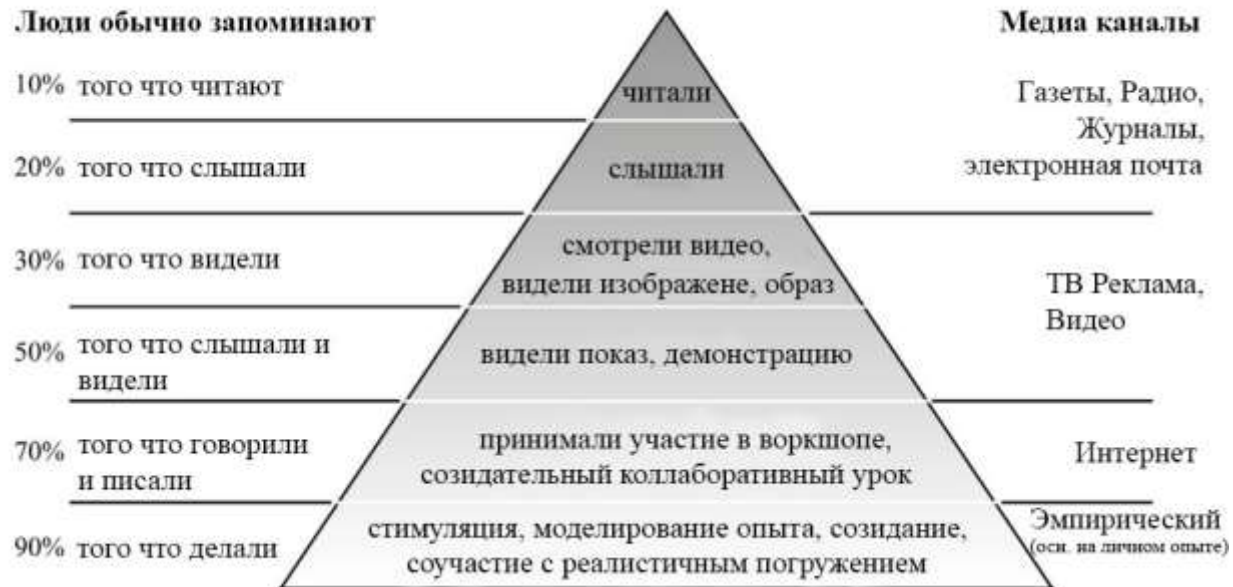 Люди обычно запоминают
Медиа каналы
10% того что читают
читали
Газеты, Радио,
Журналы,
электронная почта
20% того что слышали
слышали
30% того что видели
смотрели видео,
видели изображене, образ
ТВ Реклама,
Видео
50% того что слышали и
видели
видели показ, демонстрацию
70% того что говорили
и писали
принимали участие в воркшопе,
созидательный коллаборативный урок
Интернет
90% того что делали
стимуляция, моделирование опыта, созидание,
соучастие с реалистичным погружением
Эмпирический
(осн. на личном опыте)